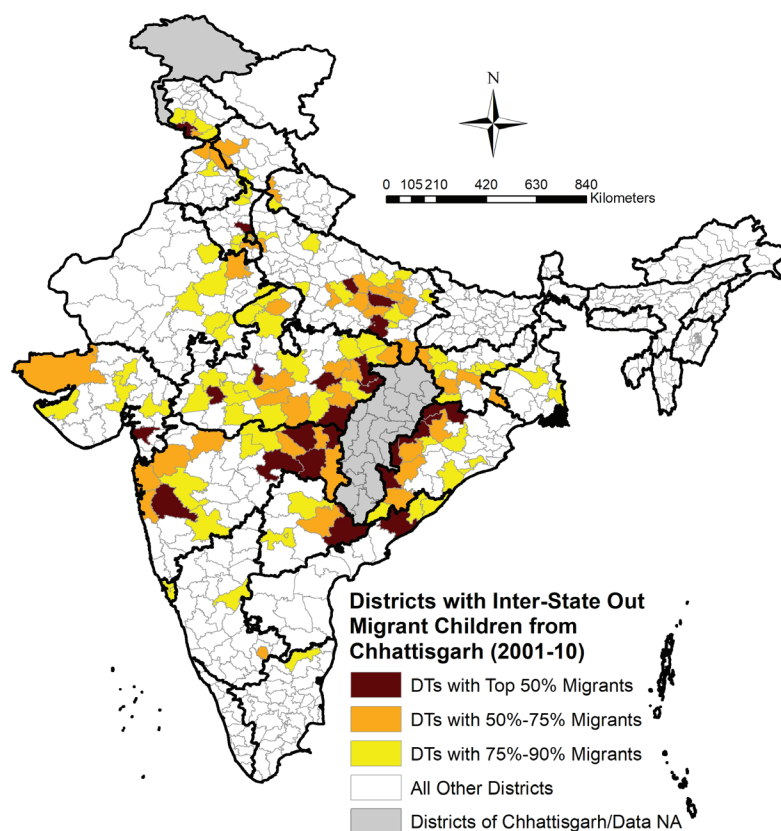 N
0 105 210 420 630 840
Kilometers
Districts with Inter-State Out
Migrant Children from
Chhattisgarh (2001-10)
DTs with Top 50% Migrants
DTs with 50%-75% Migrants
DTs with 75%-90% Migrants
All Other Districts
Districts of Chhattisgarh/Data NA